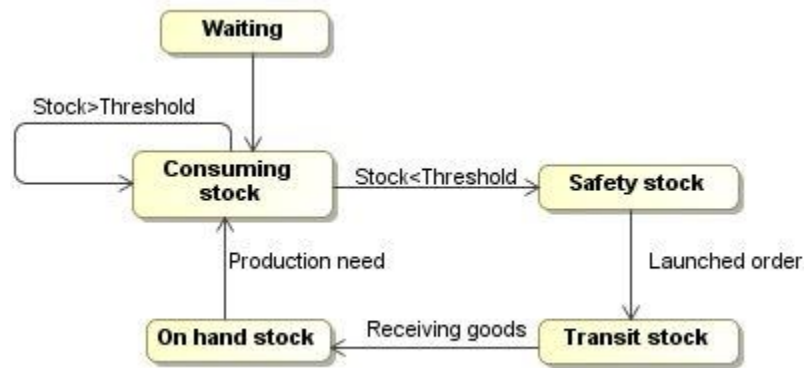 Waiting
Stock>Threshold
Consuming
stock
Stock<Threshold
Safety stock
Production need
Launched order
On hand stock
Receiving goods
Transit stock